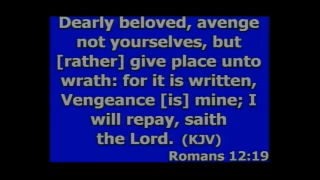 Dearly beloved, avenge
not yourselves, but
[rather] give place unto
wrath: for it is written,
Vengeance [is] mine; I
will repay, saith
the Lord. (KJV)
Romans 12:19